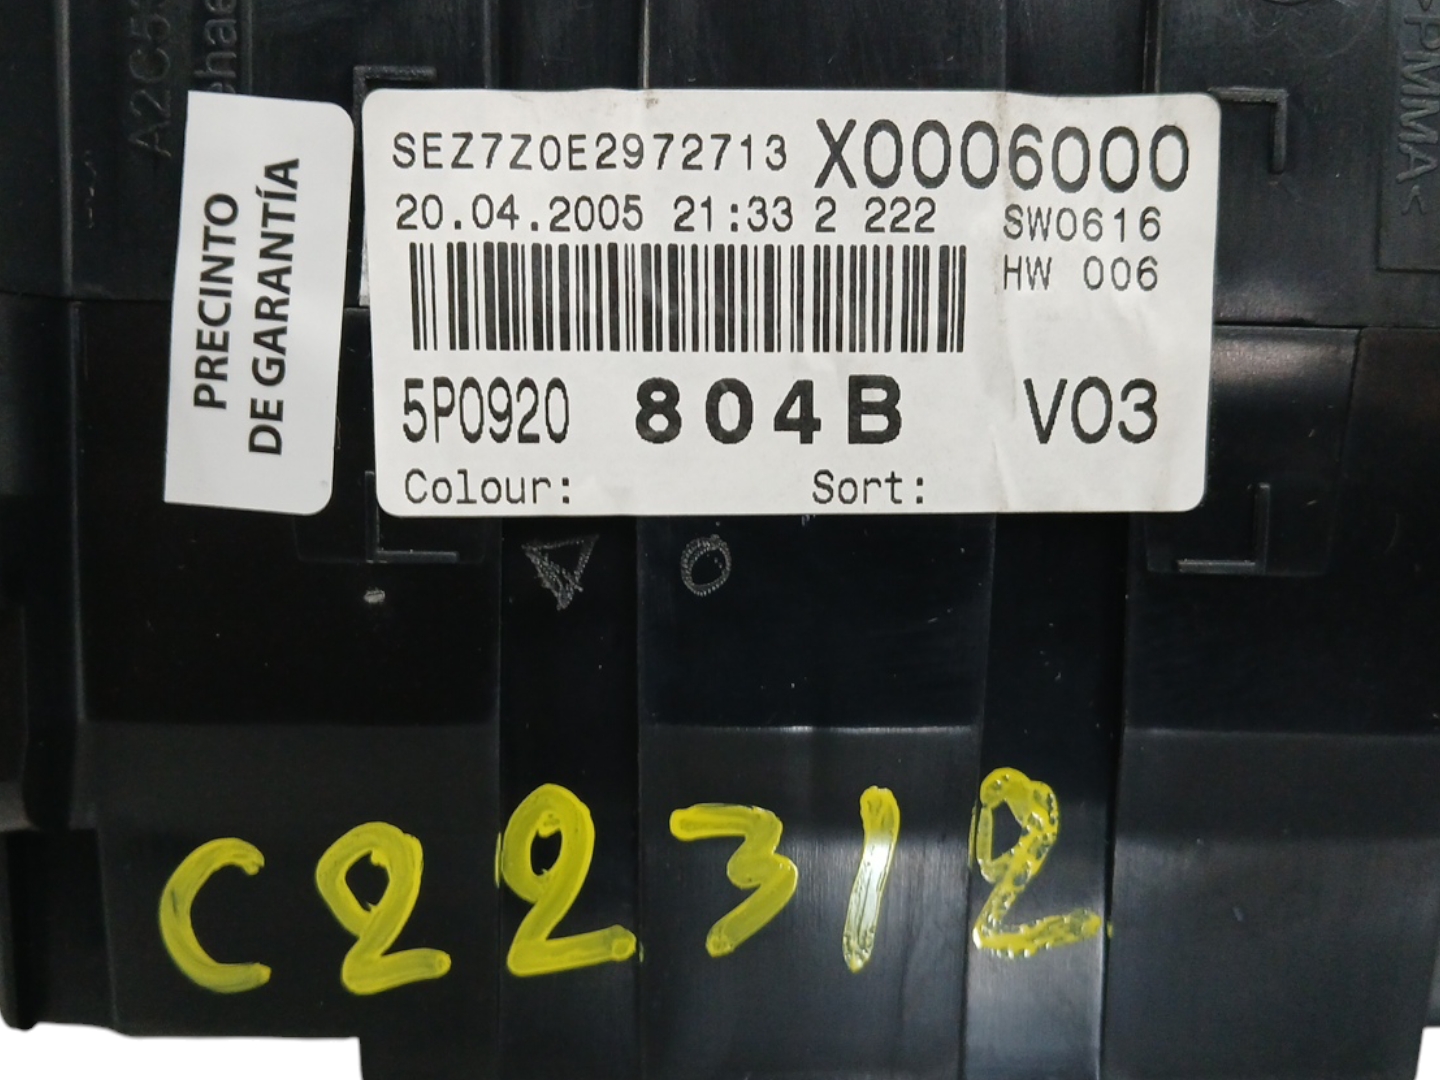 PRECINTO
DE GARANTÍA
SEZ7Z0E2972713 X0006000
20.04.2005 21:33 2 222 SW0616
HW 006
5P0920 804B V03
Colour: Sort:
C22312
>PMMA<